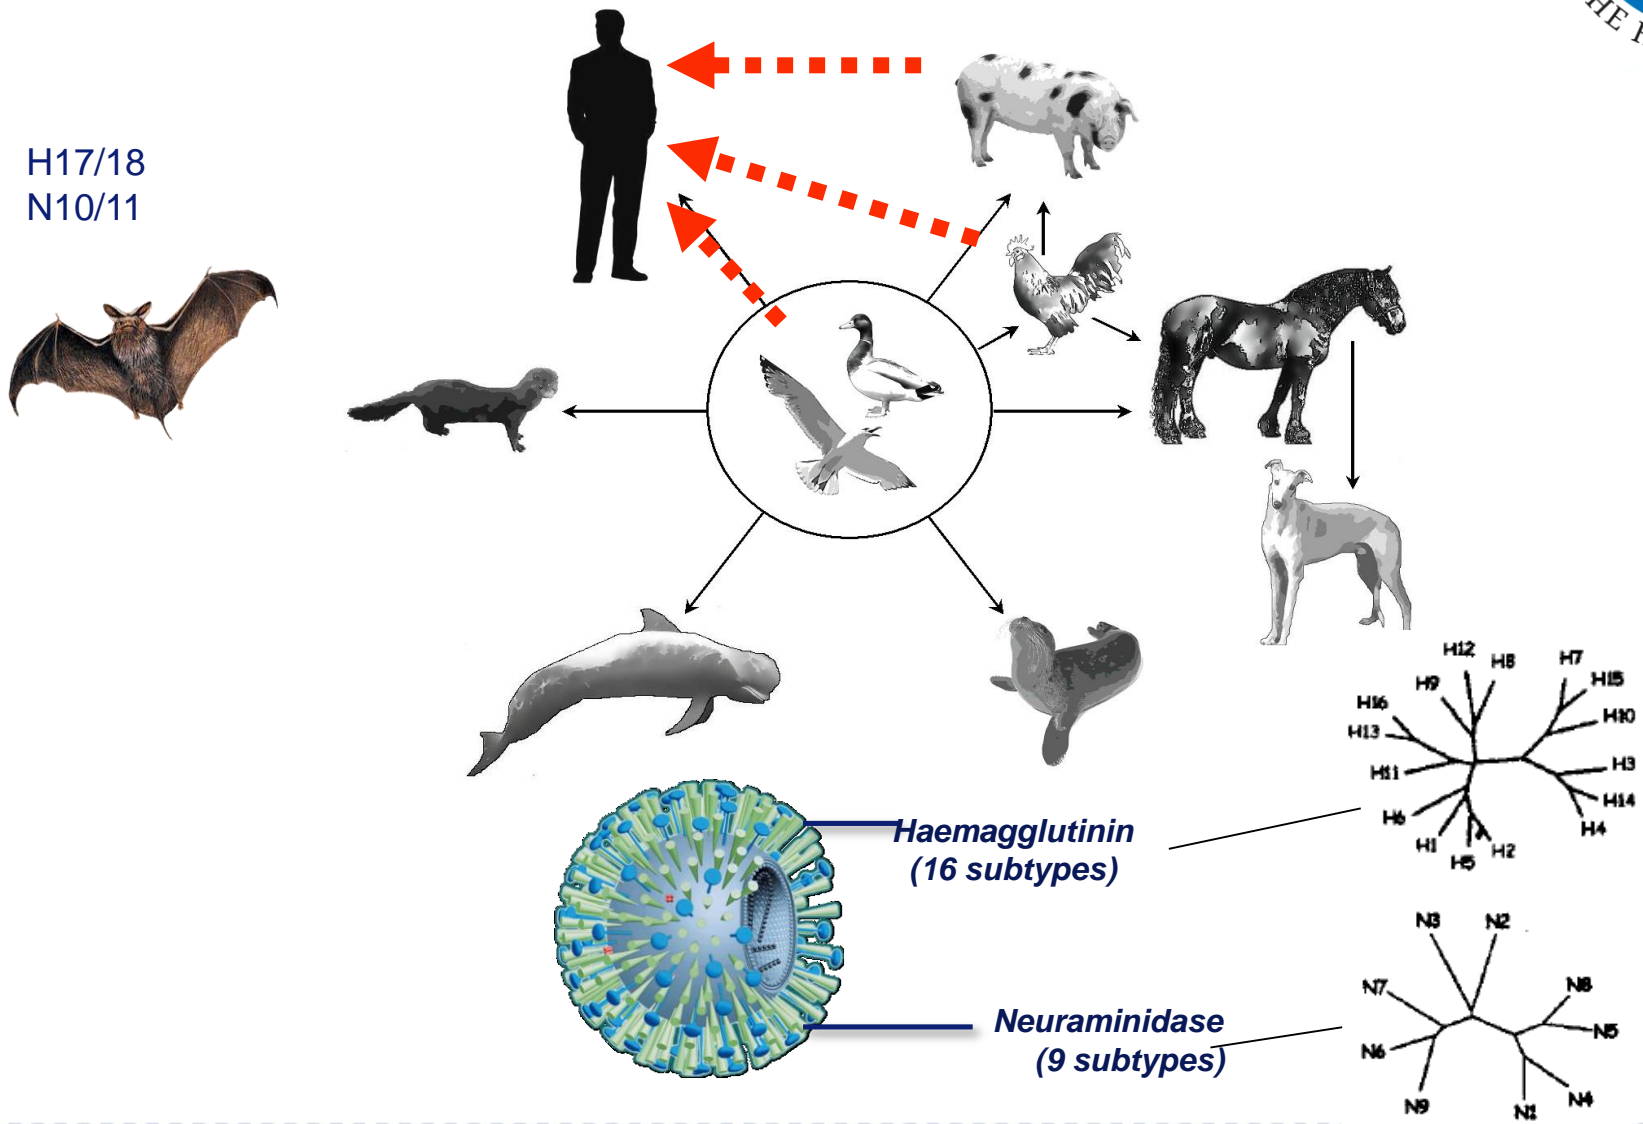 HE
H17/18
N10/11
Haemagglutinin
(16 subtypes)
H12
H8
H7
H15
H9
H16
H10
H13
H3
H11
H14
H6
H4
H1
H5
H2
Neuraminidase
(9 subtypes)
N3
N2
N7
N8
N5
N6
N9
N1
N4